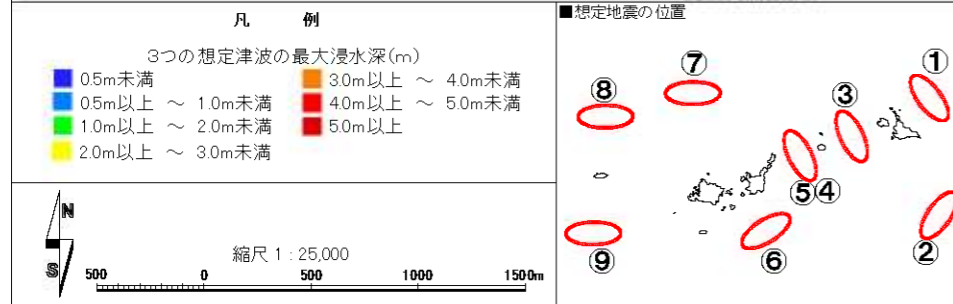 凡 例
3つの想定津波の最大浸水深(m)
0.5m未満
0.5m以上 ～ 1.0m未満
1.0m以上 ～ 2.0m未満
2.0m以上 ～ 3.0m未満
3.0m以上 ～ 4.0m未満
4.0m以上 ～ 5.0m未満
5.0m以上
N
S
縮尺 1 : 25,000
500 0 500 1000 1500m
■想定地震の位置
①
⑦
⑧
③
⑤④
②
⑨
⑥